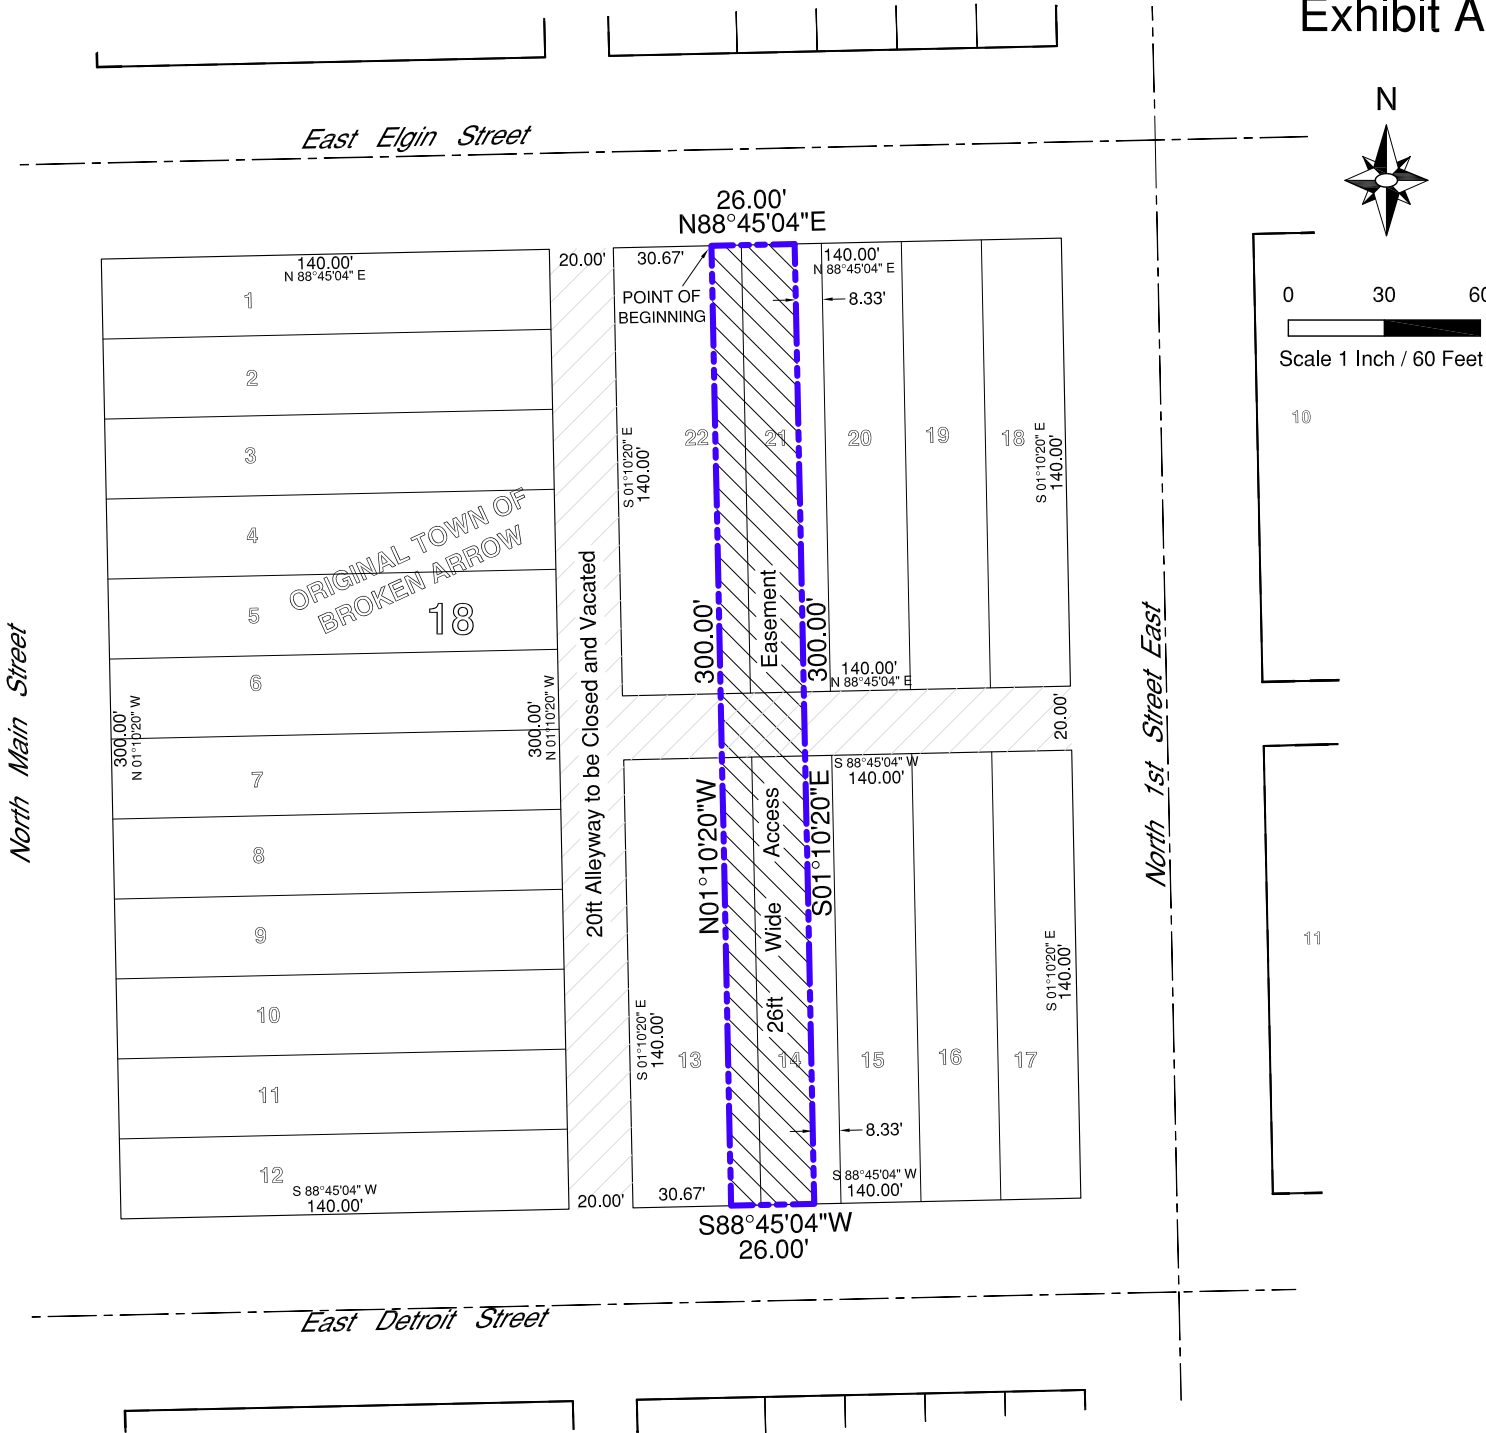 Exhibit A
N
East Elgin Street
26.00'
N88°45'04"E
140.00'
N 88°45'04" E
20.00'
30.67'
140.00'
N 88°45'04" E
POINT OF
BEGINNING
8.33'
0 30 60
Scale 1 Inch / 60 Feet
1
2
3
4
5
6
7
8
9
10
11
12
ORIGINAL TOWN OF
BROKEN ARROW
18
22
21
20
19
18
10
S 01°10'20" E
140.00'
S 01°10'20" E
140.00'
20ft Alleyway to be Closed and Vacated
300.00'
300.00'
26ft Wide Access Easement
140.00'
N 88°45'04" E
North Main Street
300.00'
N 01°10'20" W
300.00'
N 01°10'20" W
20.00'
North 1st Street East
S 88°45'04" W
140.00'
N01°10'20"W
S01°10'20"E
11
S 01°10'20" E
140.00'
S 01°10'20" E
140.00'
13
14
15
16
17
8.33'
S 88°45'04" W
140.00'
S 88°45'04" W
140.00'
20.00'
30.67'
S88°45'04"W
26.00'
East Detroit Street